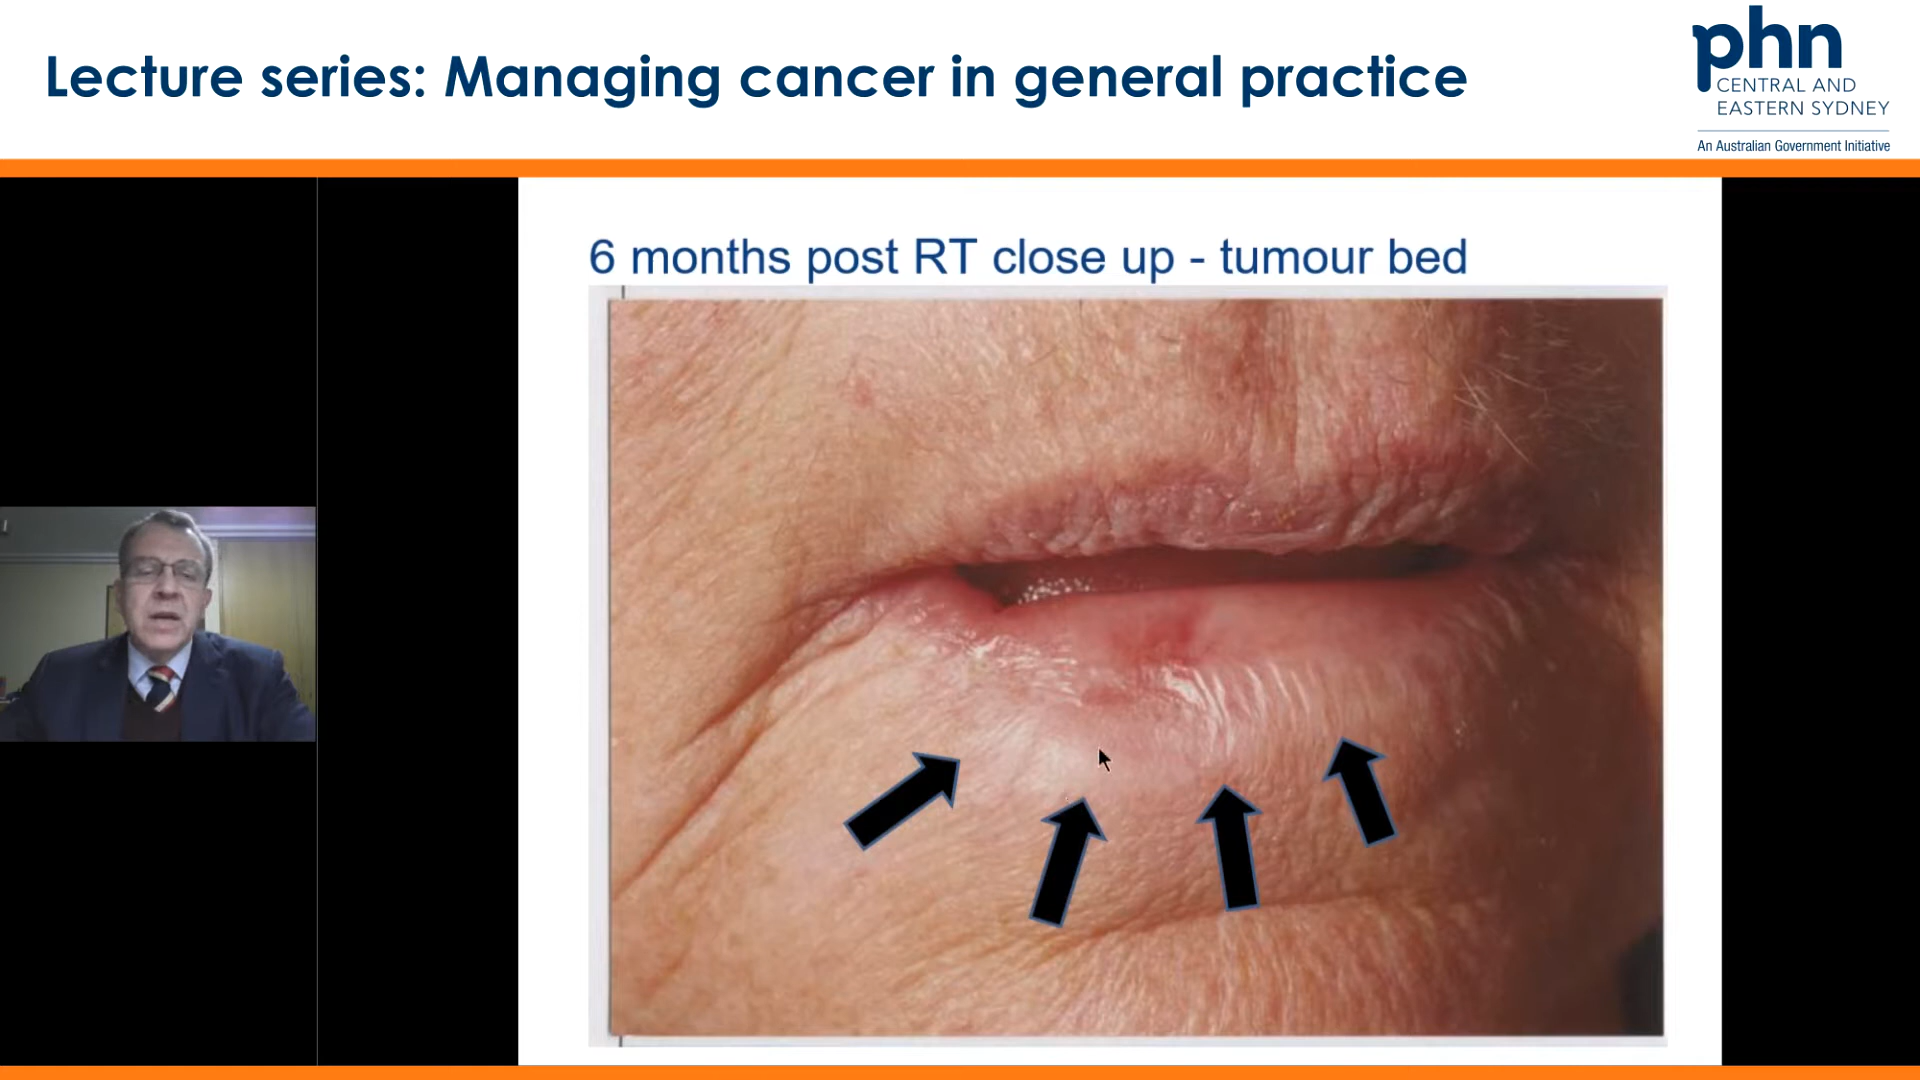 Lecture series: Managing cancer in general practice
phn
CENTRAL AND
EASTERN SYDNEY
An Australian Government Initiative
6 months post RT close up - tumour bed